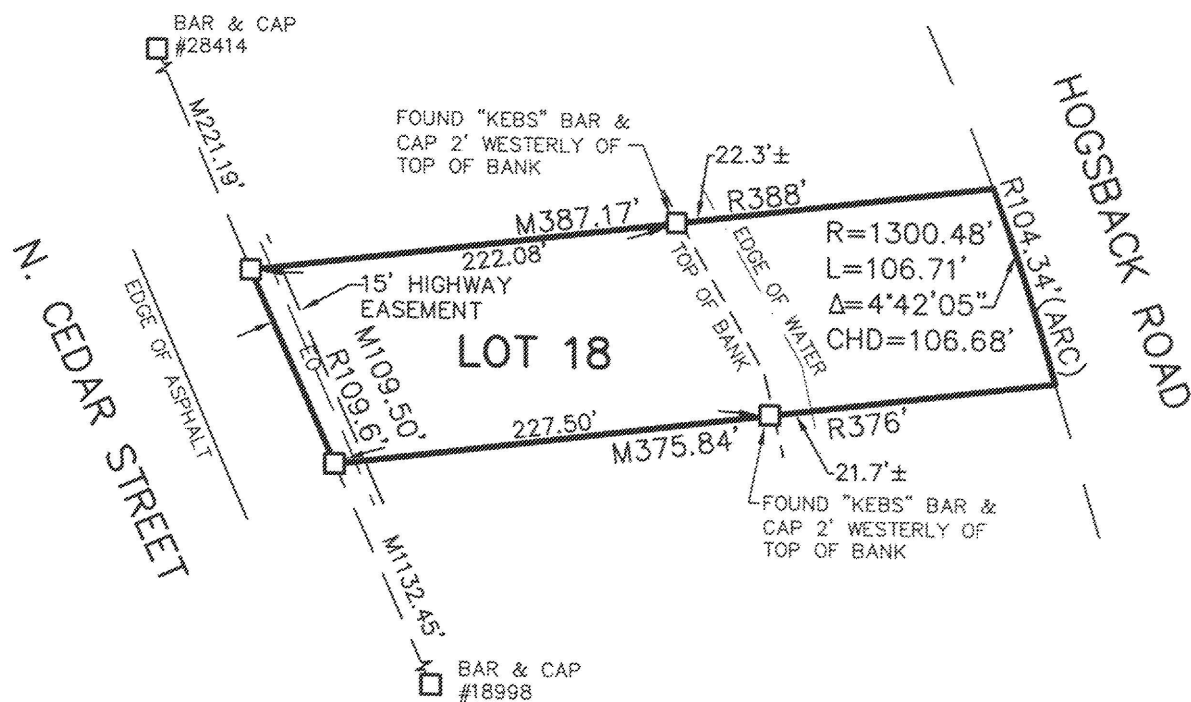 BAR & CAP
#28414
M221.19'
HOGSBACK ROAD
FOUND "KEBS" BAR &
CAP 2' WESTERLY OF
TOP OF BANK
22.3'±
R388'
M387.17'
222.08'
R104.34'(ARC)
R=1300.48'
L=106.71'
Δ=4°42'05"
CHD=106.68'
N. CEDAR STREET
EDGE OF ASPHALT
15' HIGHWAY
EASEMENT
TOP OF BANK
EDGE OF WATER
LOT 18
M109.50'
R109.6'
227.50'
M375.84'
R376'
21.7'±
FOUND "KEBS" BAR &
CAP 2' WESTERLY OF
TOP OF BANK
M1132.45'
BAR & CAP
#18998